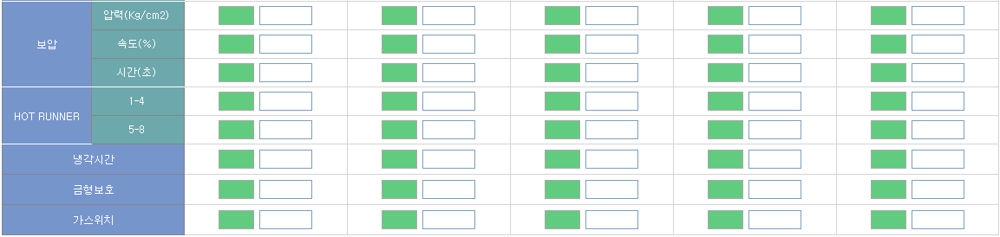 압력(Kg/cm2)
보압
속도(%)
시간(초)
HOT RUNNER
1-4
5-8
냉각시간
금형보호
가스위치